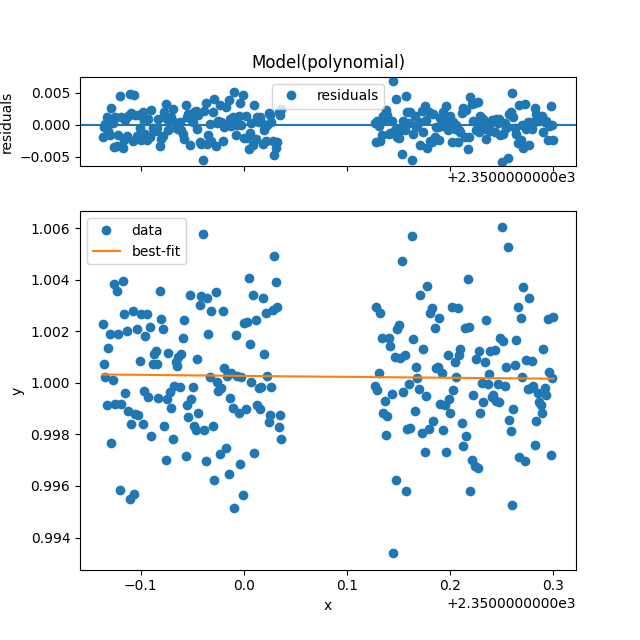 Model(polynomial)
residuals
0.005
0.000
−0.005
residuals
+2.3500000000e3
1.006
1.004
1.002
1.000
0.998
0.996
0.994
y
data
best-fit
−0.1
0.0
0.1
0.2
0.3
x
+2.3500000000e3